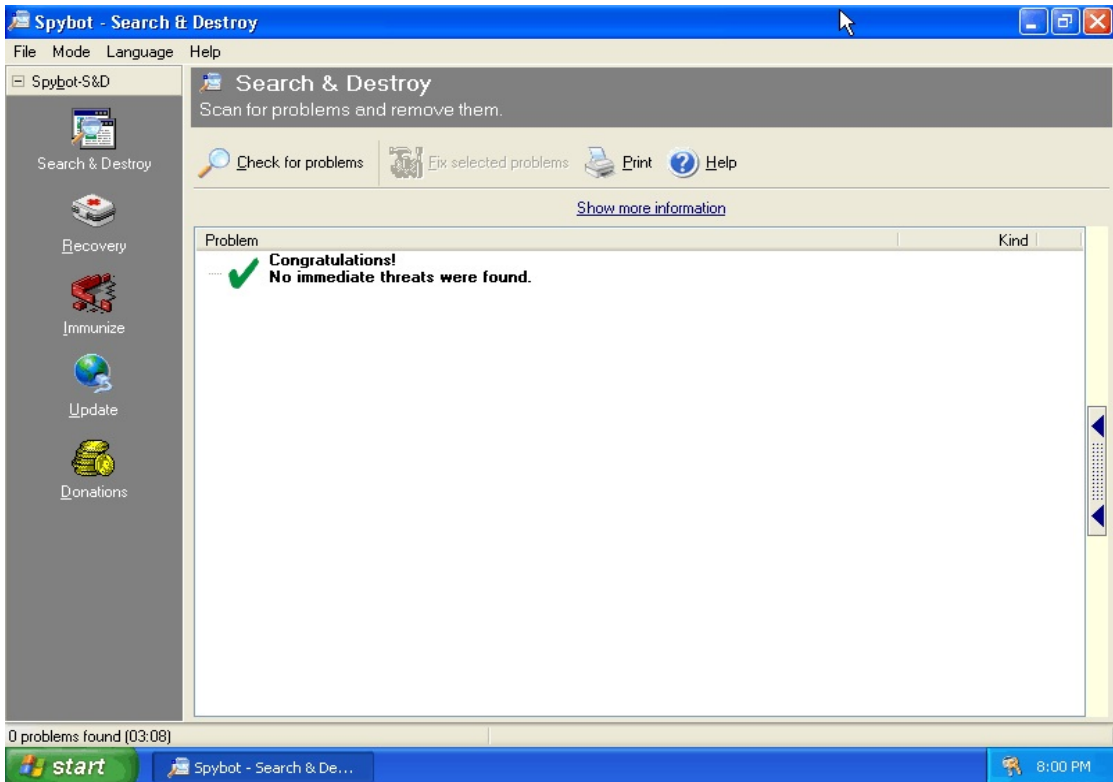 Spybot - Search & Destroy
File Mode Language Help
Spybot-S&D
Search & Destroy
Recovery
Immunize
Update
Donations
Search & Destroy
Scan for problems and remove them.
Check for problems Fix selected problems Print Help
Show more information
Problem Kind
Congratulations!
No immediate threats were found.
0 problems found (03:08)
start Spybot - Search & De... 8:00 PM